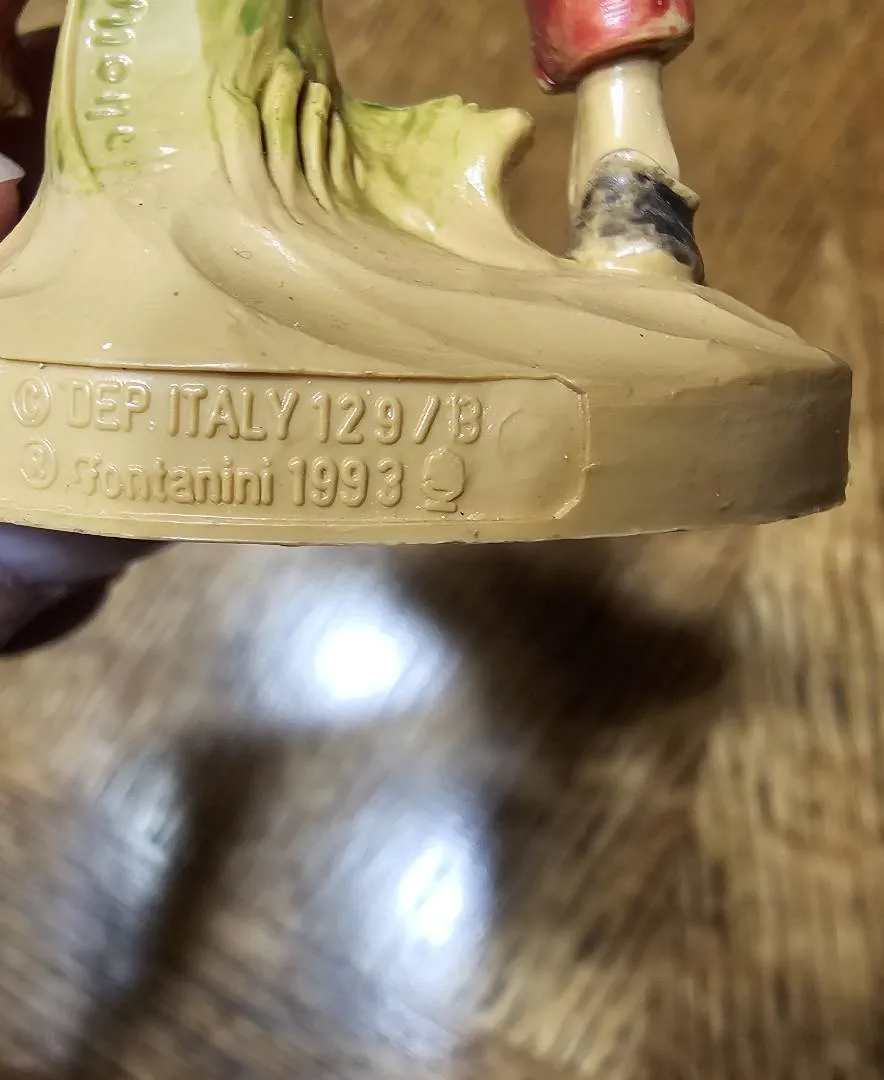 © DEP. ITALY 129/13
® Fontanini 1993